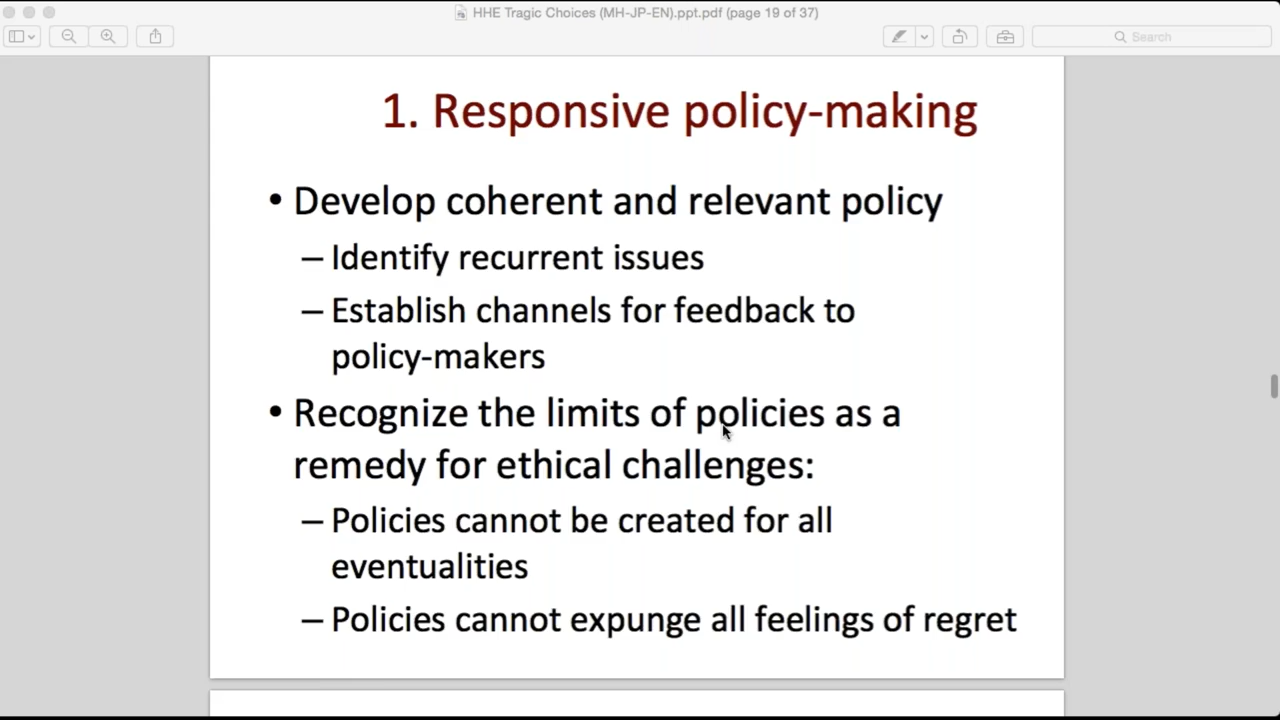 HHE Tragic Choices (MH-JP-EN).ppt.pdf (page 19 of 37)
Search
1. Responsive policy-making
• Develop coherent and relevant policy
– Identify recurrent issues
– Establish channels for feedback to
policy-makers
• Recognize the limits of policies as a
remedy for ethical challenges:
– Policies cannot be created for all
eventualities
– Policies cannot expunge all feelings of regret